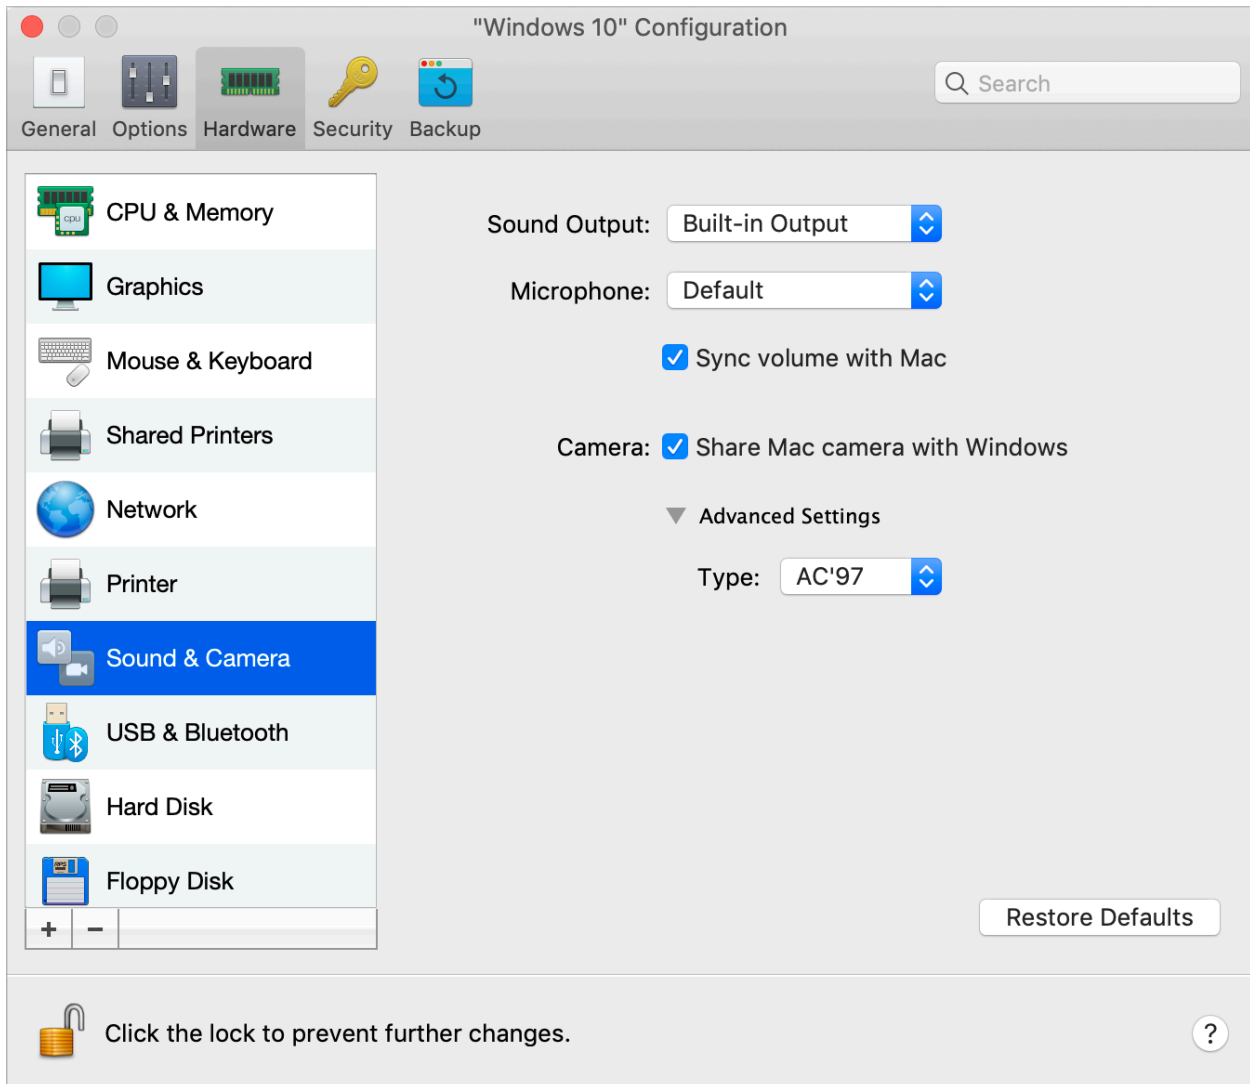 "Windows 10" Configuration
General
Options
Hardware
Security
Backup
Search
cpu
CPU & Memory
Graphics
Mouse & Keyboard
Shared Printers
Network
Printer
Sound & Camera
USB & Bluetooth
Hard Disk
Floppy Disk
+
−
Sound Output: Built-in Output
Microphone: Default
Sync volume with Mac
Camera: Share Mac camera with Windows
Advanced Settings
Type: AC'97
Restore Defaults
Click the lock to prevent further changes.
?